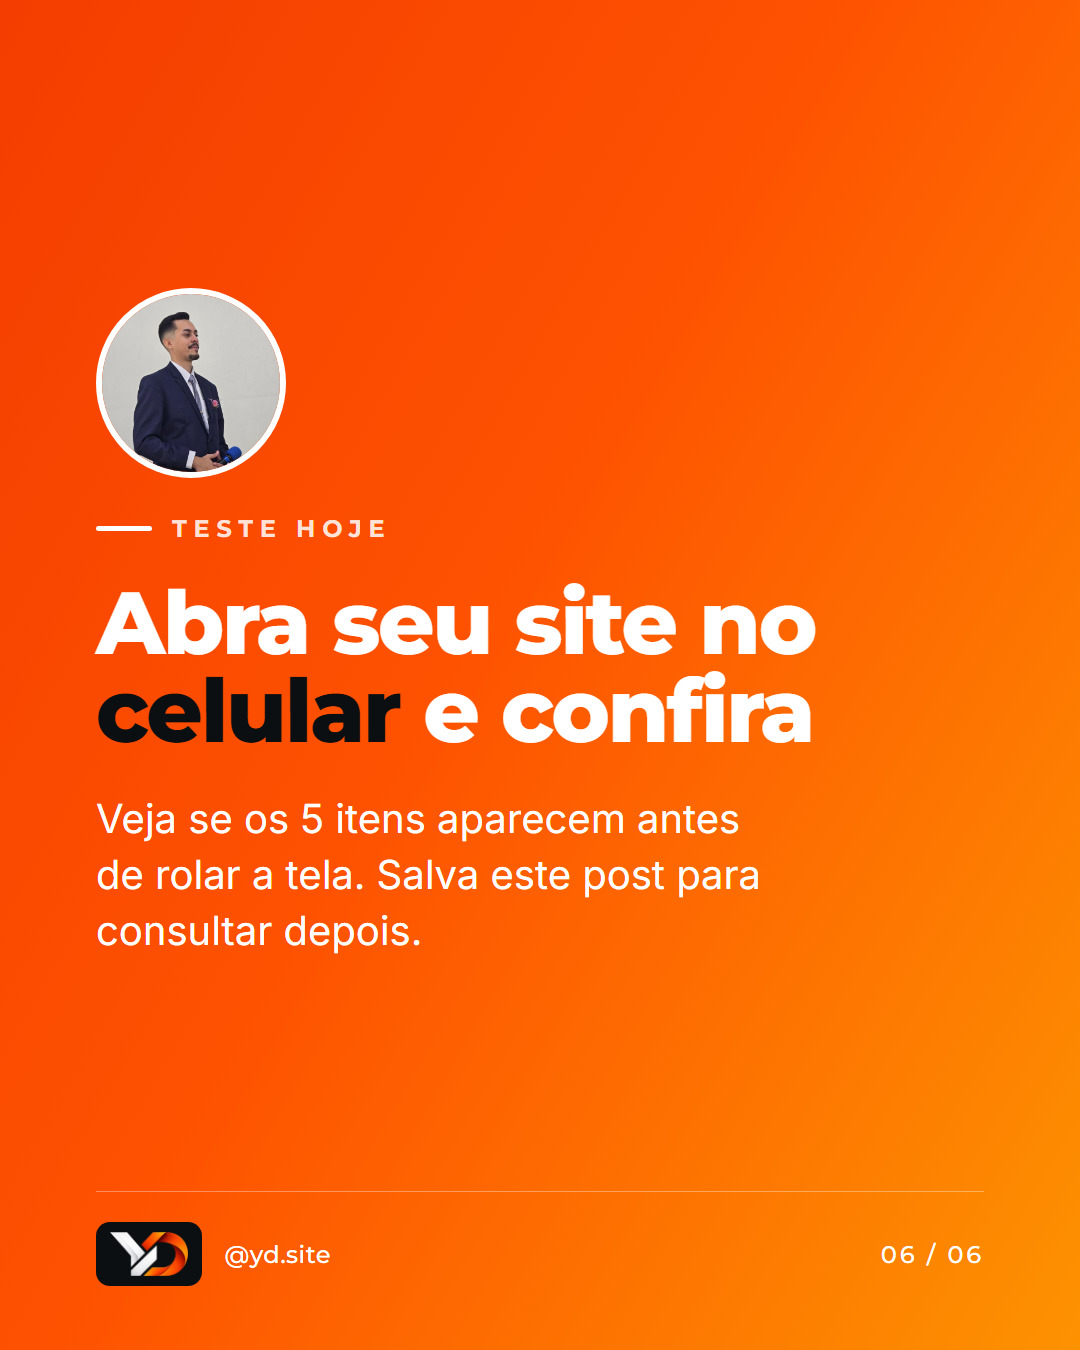 TESTE HOJE
Abra seu site no
celular e confira
Veja se os 5 itens aparecem antes
de rolar a tela. Salva este post para
consultar depois.
YD
@yd.site
06 / 06